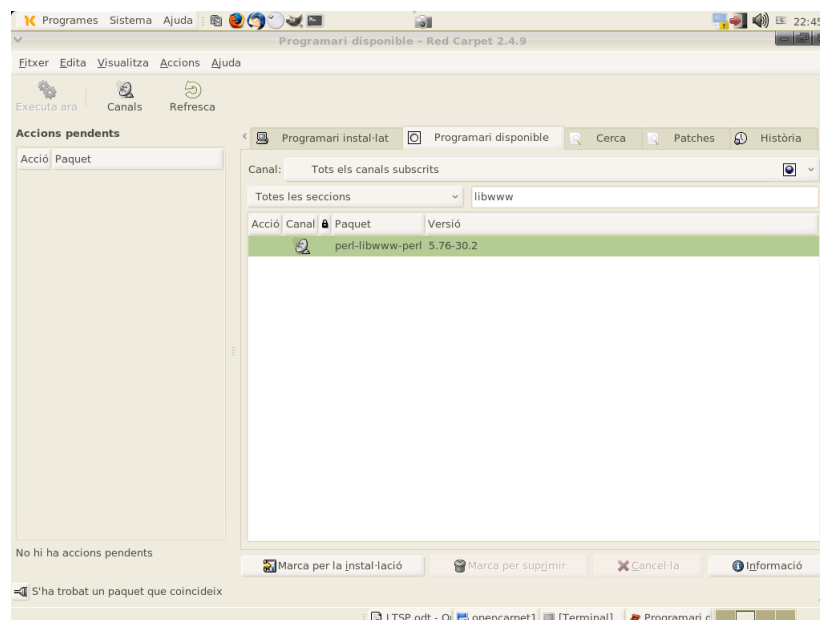 Programes Sistema Ajuda 22:45
Programari disponible - Red Carpet 2.4.9
Fitxer Edita Visualitza Accions Ajuda
Executa ara Canals Refresca
Accions pendents
Acció Paquet
Programari instal·lat Programari disponible Cerca Patches Història
Canal: Tots els canals subscrits
Totes les seccions libwww
Acció Canal Paquet Versió
perl-libwww-perl 5.76-30.2
No hi ha accions pendents
Marca per la instal·lació Marca per suprimir Cancel·la Informació
S'ha trobat un paquet que coincideix
LTSP.odt - O opencarpet1 [Terminal] Programari d